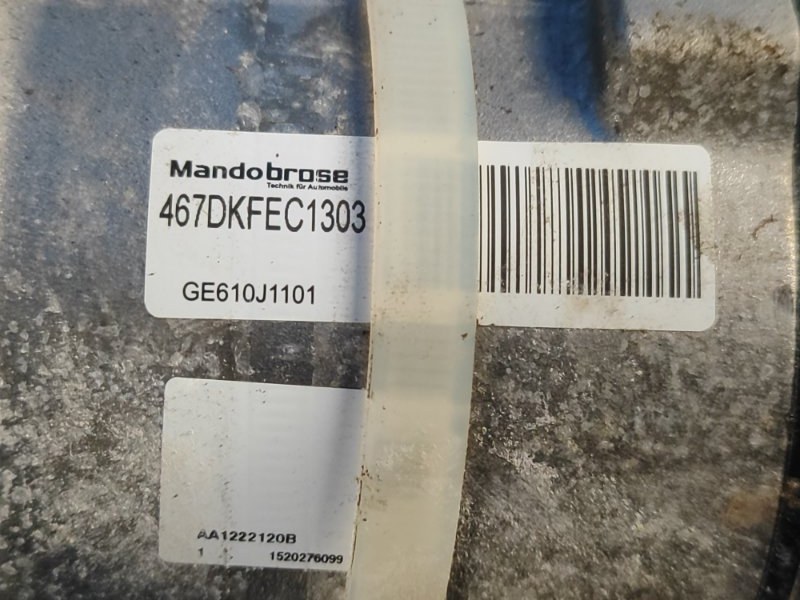 Mandobrose
Technik für Automobile
467DKFEC1303
GE610J1101
AA1222120B
1 1520276099